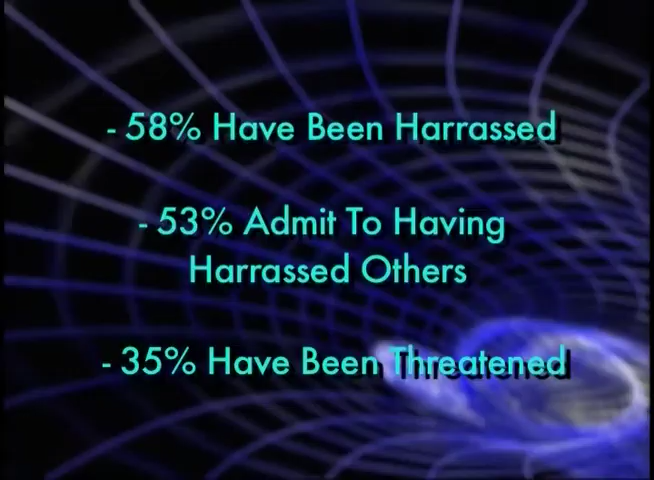 - 58% Have Been Harrassed
- 53% Admit To Having
Harrassed Others
- 35% Have Been Threatened